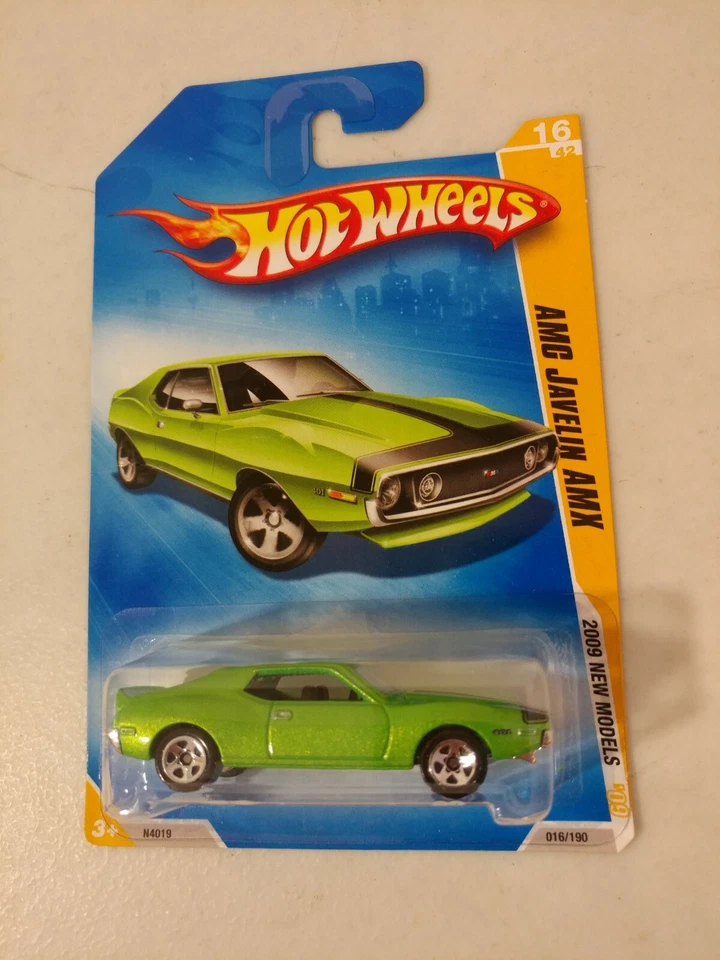 16
42
HOT WHEELS®
AMC JAVELIN AMX
2009 NEW MODELS
09
3+
N4019
016/190